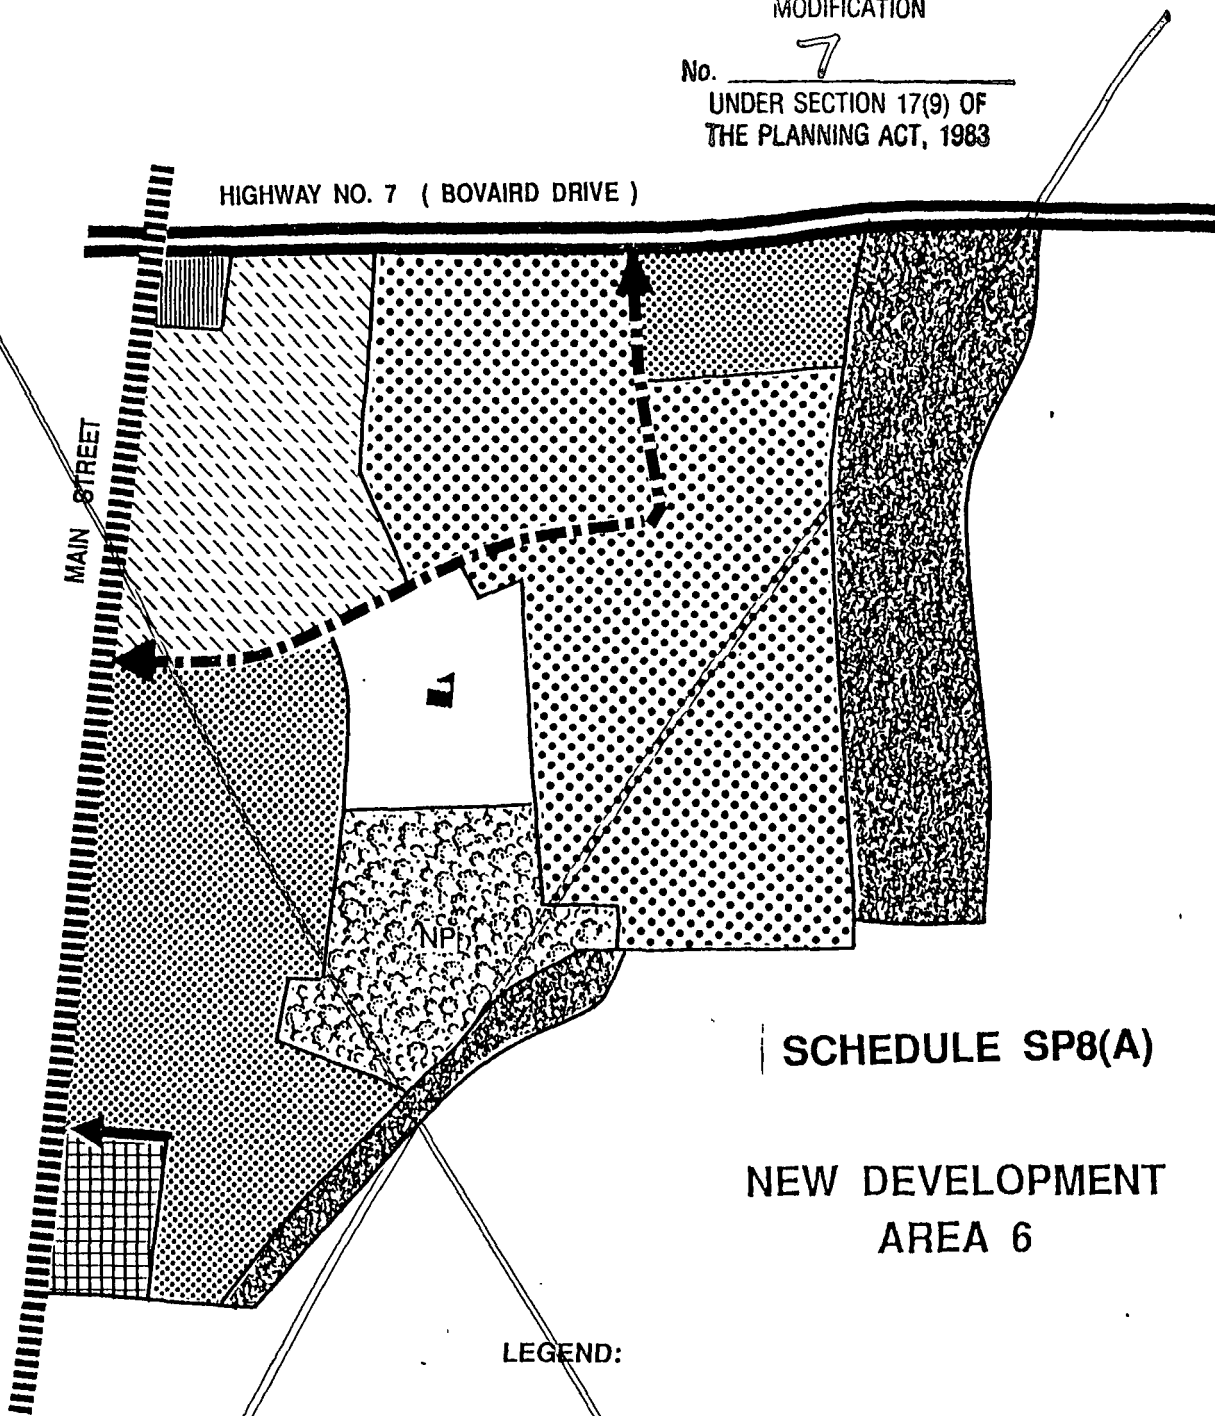 MODIFICATION
No. 7
UNDER SECTION 17(9) OF
THE PLANNING ACT, 1983
HIGHWAY NO. 7 ( BOVAIRD DRIVE )
MAIN STREET
NP
SCHEDULE SP8(A)
NEW DEVELOPMENT
AREA 6
LEGEND: